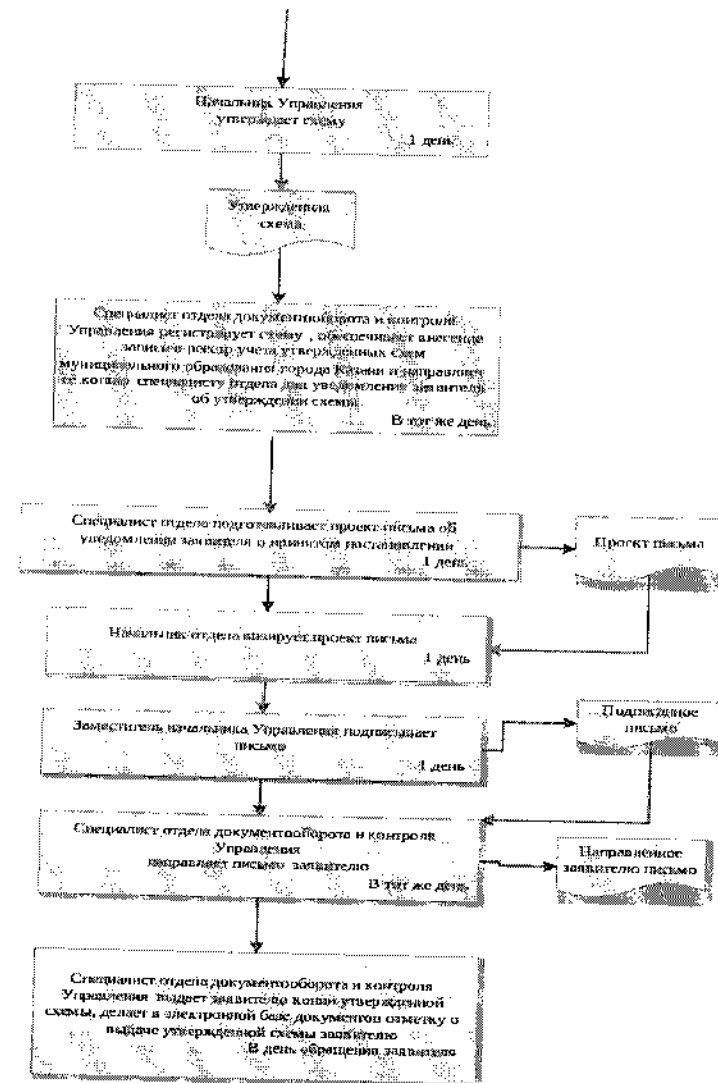 Начальник Управления
утверждает схему
1 день
Утвержденная
схема
Специалист отдела документооборота и контроля
Управления регистрирует схему , обеспечивает внесение
записи в реестр учета утвержденных схем
муниципального образования города Казани и направляет
ее копию специалисту отдела для уведомления заявителя
об утверждении схемы
В тот же день
Специалист отдела подготавливает проект письма об
уведомлении заявителя о принятом постановлении
1 день
Проект письма
Начальник отдела визирует проект письма
1 день
Заместитель начальника Управления подписывает
письмо
1 день
Подписанное
письмо
Специалист отдела документооборота и контроля
Управления
направляет письмо заявителю
В тот же день
Направленное
заявителю письмо
Специалист отдела документооборота и контроля
Управления выдает заявителю копии утвержденной
схемы, делает в электронной базе документов отметку о
выдаче утвержденной схемы заявителю
В день обращения заявителя